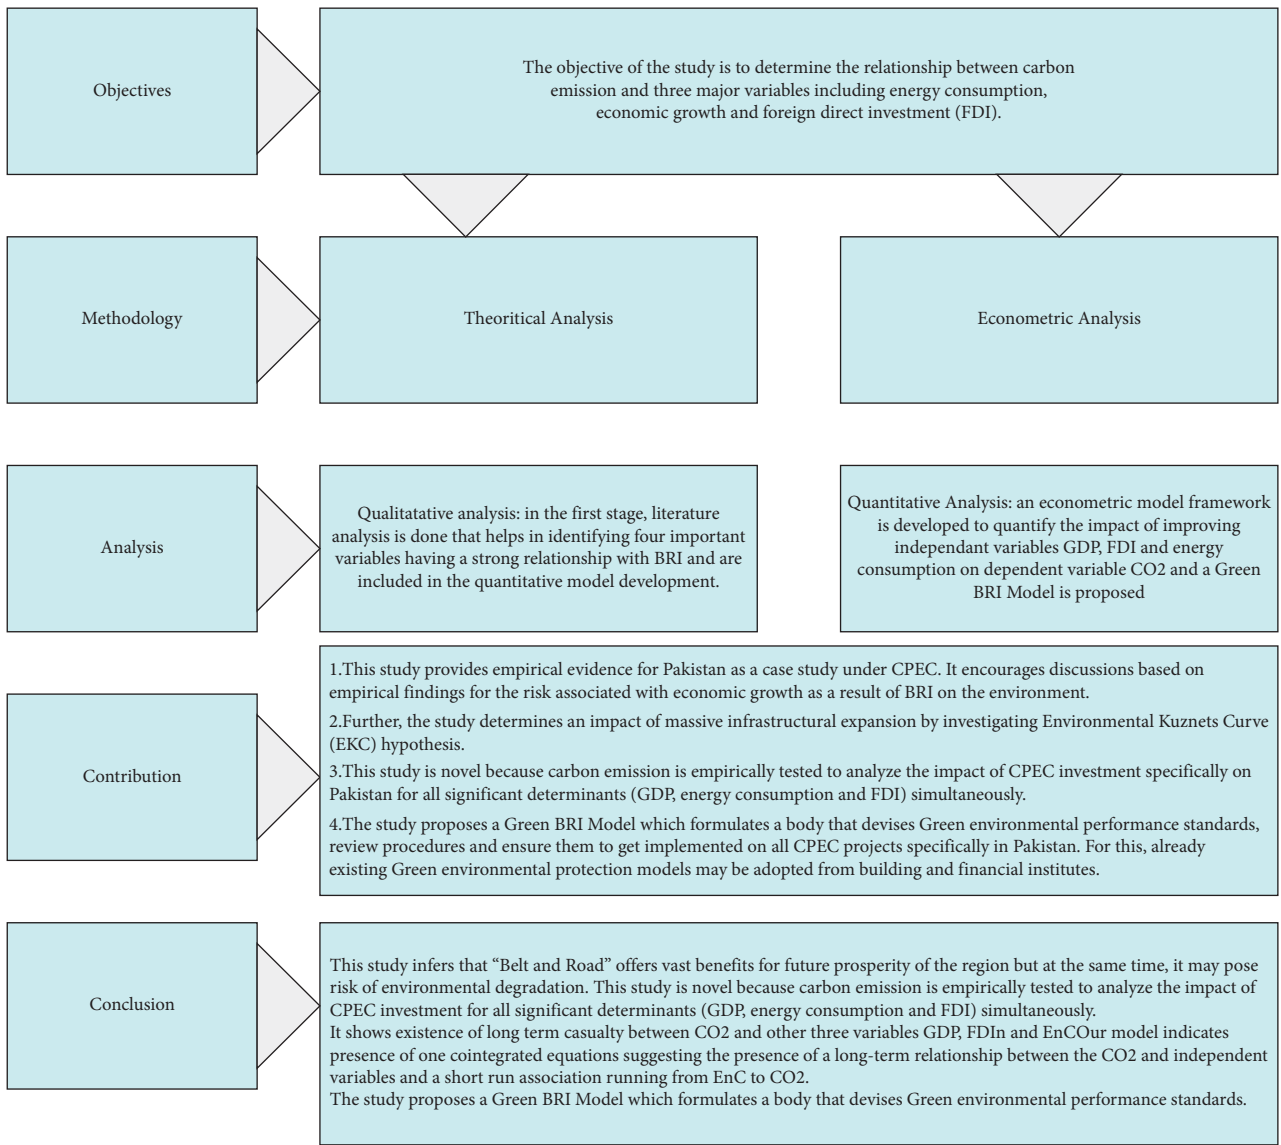 Objectives
The objective of the study is to determine the relationship between carbon
emission and three major variables including energy consumption,
economic growth and foreign direct investment (FDI).
Methodology
Theoritical Analysis
Econometric Analysis
Analysis
Qualitatative analysis: in the first stage, literature
analysis is done that helps in identifying four important
variables having a strong relationship with BRI and are
included in the quantitative model development.
Quantitative Analysis: an econometric model framework
is developed to quantify the impact of improving
independant variables GDP, FDI and energy
consumption on dependent variable CO2 and a Green
BRI Model is proposed
Contribution
1.This study provides empirical evidence for Pakistan as a case study under CPEC. It encourages discussions based on
empirical findings for the risk associated with economic growth as a result of BRI on the environment.
2.Further, the study determines an impact of massive infrastructural expansion by investigating Environmental Kuznets Curve
(EKC) hypothesis.
3.This study is novel because carbon emission is empirically tested to analyze the impact of CPEC investment specifically on
Pakistan for all significant determinants (GDP, energy consumption and FDI) simultaneously.
4.The study proposes a Green BRI Model which formulates a body that devises Green environmental performance standards,
review procedures and ensure them to get implemented on all CPEC projects specifically in Pakistan. For this, already
existing Green environmental protection models may be adopted from building and financial institutes.
Conclusion
This study infers that “Belt and Road” offers vast benefits for future prosperity of the region but at the same time, it may pose
risk of environmental degradation. This study is novel because carbon emission is empirically tested to analyze the impact of
CPEC investment for all significant determinants (GDP, energy consumption and FDI) simultaneously.
It shows existence of long term casualty between CO2 and other three variables GDP, FDIn and EnCOur model indicates
presence of one cointegrated equations suggesting the presence of a long-term relationship between the CO2 and independent
variables and a short run association running from EnC to CO2.
The study proposes a Green BRI Model which formulates a body that devises Green environmental performance standards.